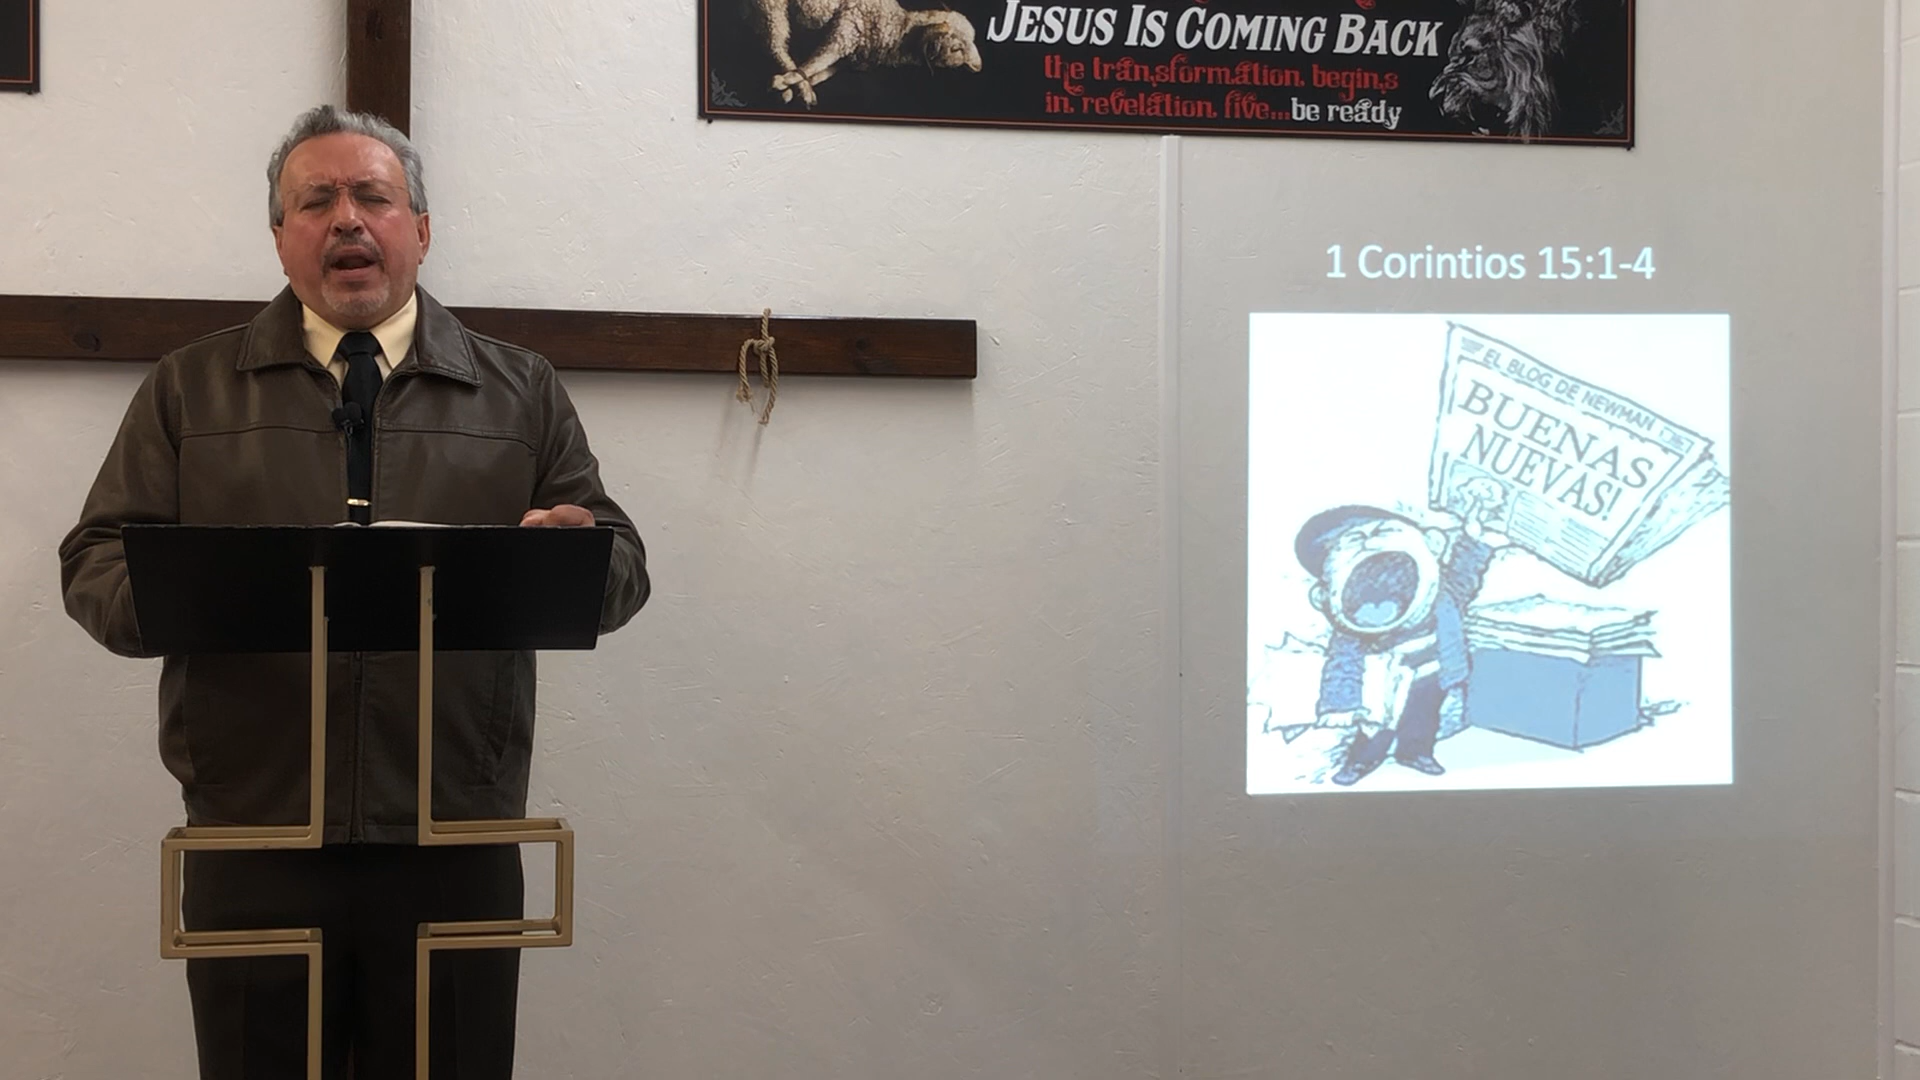 JESUS IS COMING BACK
the transformation begins
in revelation five...be ready
1 Corintios 15:1-4
EL BLOG DE NEWMAN
BUENAS
NUEVAS!